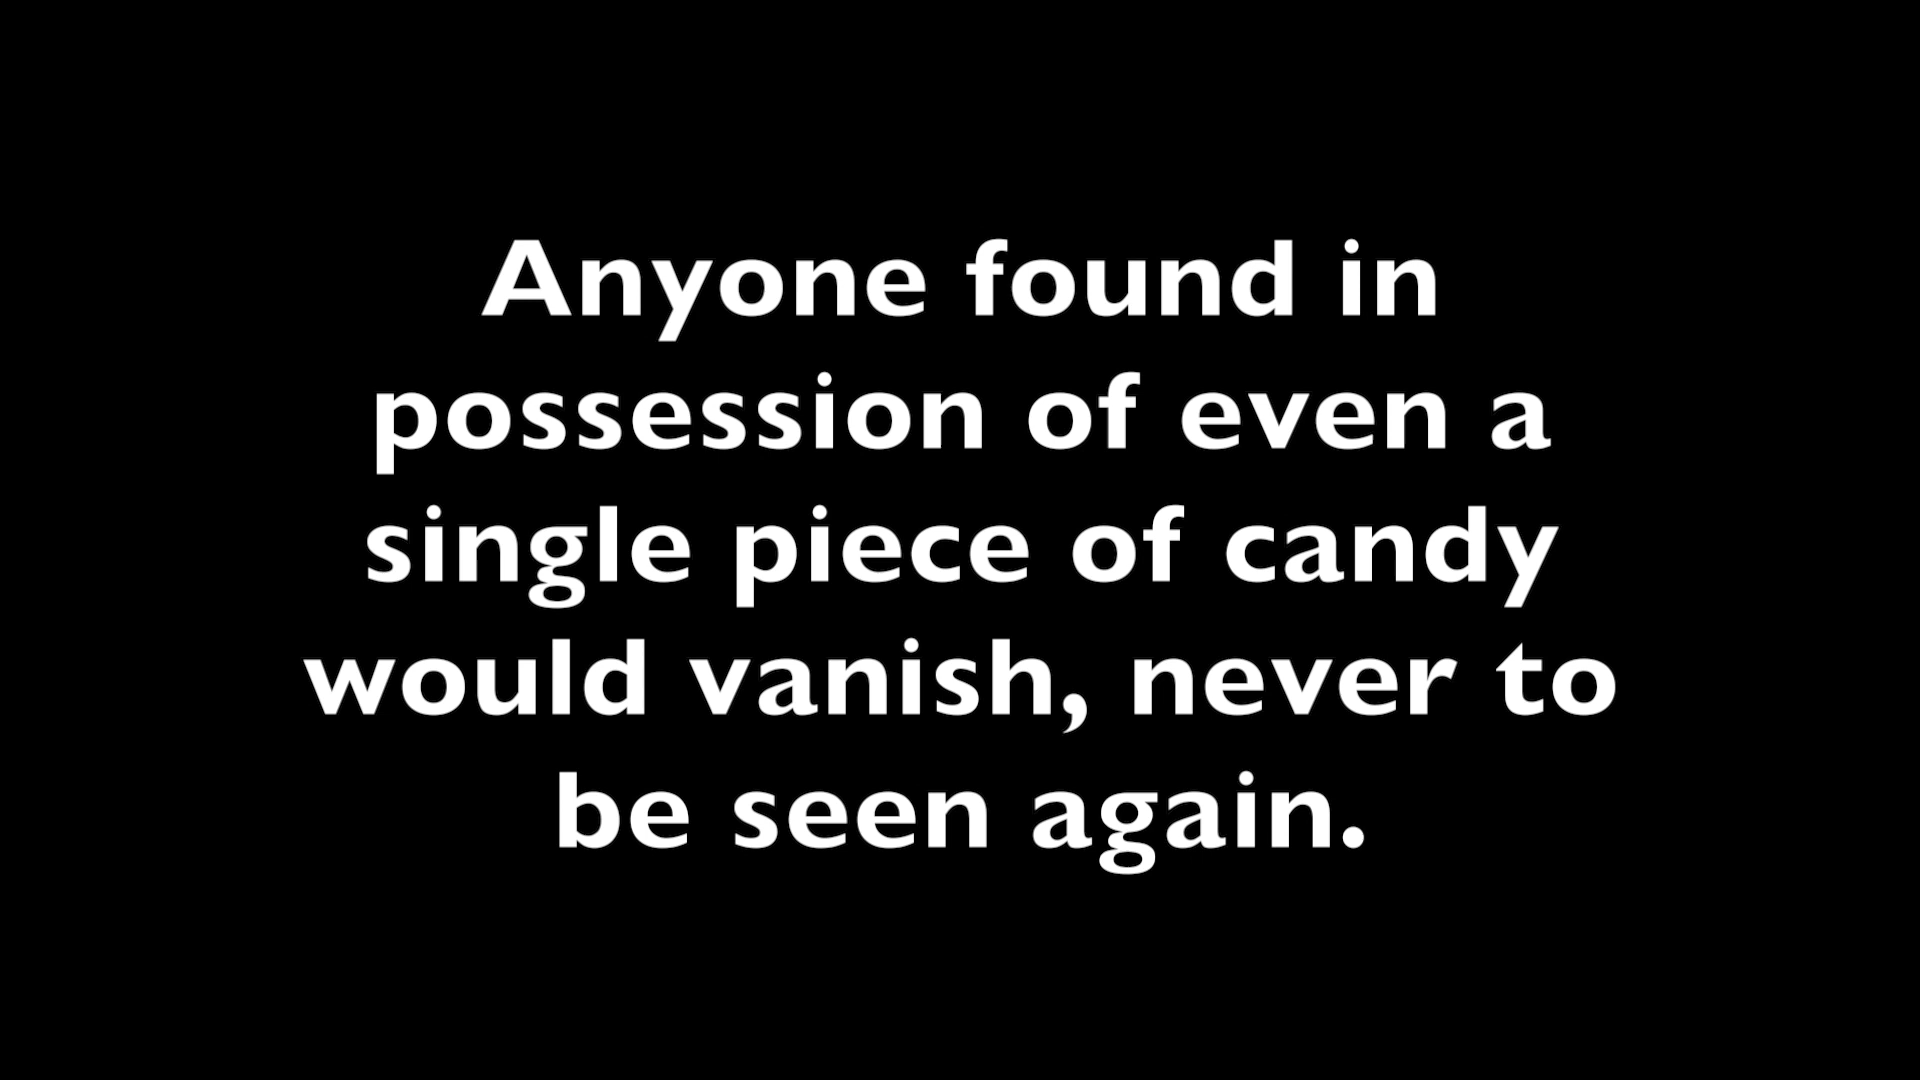 Anyone found in
possession of even a
single piece of candy
would vanish, never to
be seen again.